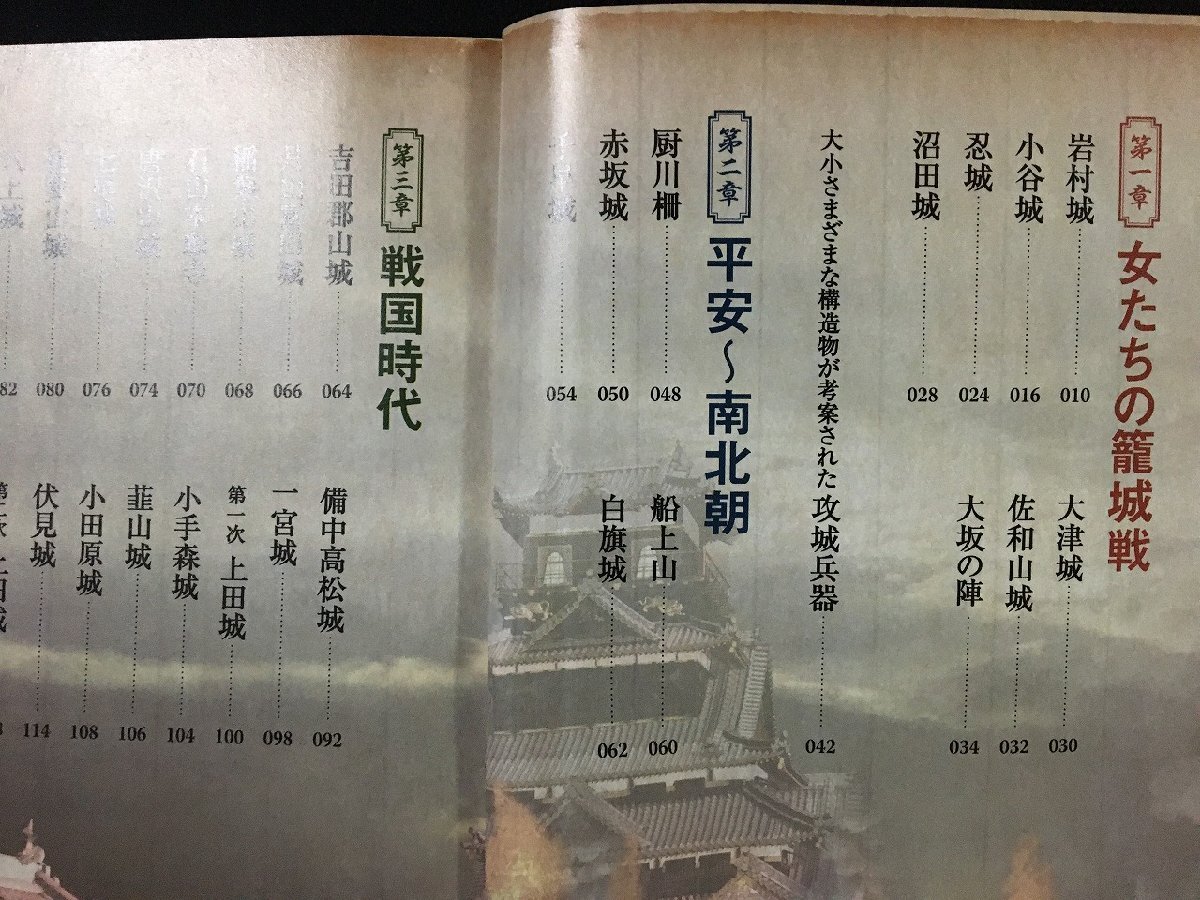 第一章 女たちの籠城戦
岩村城 010
小谷城 016
忍城 024
沼田城 028
大津城 030
佐和山城 032
大坂の陣 034
大小さまざまな構造物が考案された 攻城兵器 042
第二章 平安〜南北朝
厨川柵 048
赤坂城 050
054
船上山 060
白旗城 062
第三章 戦国時代
吉田郡山城 064
066
068
070
074
076
080
上城 082
備中高松城 092
一宮城 098
第一次 上田城 100
小手森城 104
韮山城 106
小田原城 108
伏見城 114